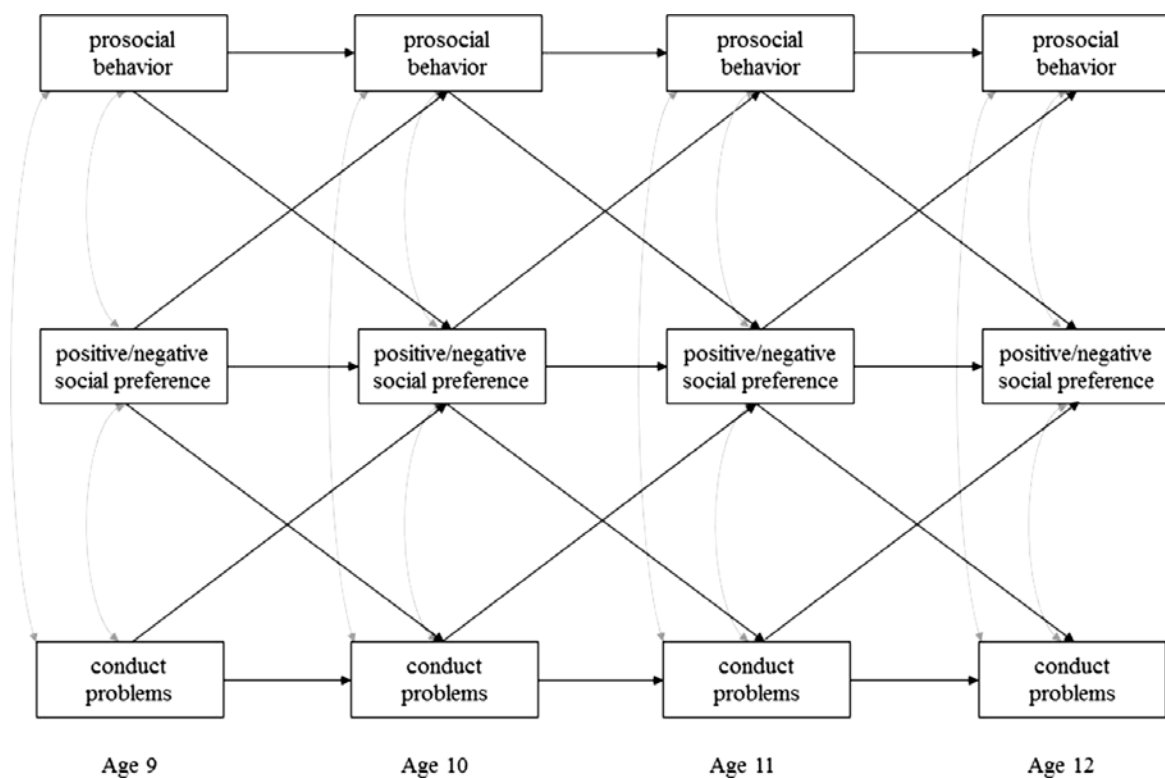 prosocial
behavior
prosocial
behavior
prosocial
behavior
prosocial
behavior
positive/negative
social preference
positive/negative
social preference
positive/negative
social preference
positive/negative
social preference
conduct
problems
conduct
problems
conduct
problems
conduct
problems
Age 9
Age 10
Age 11
Age 12